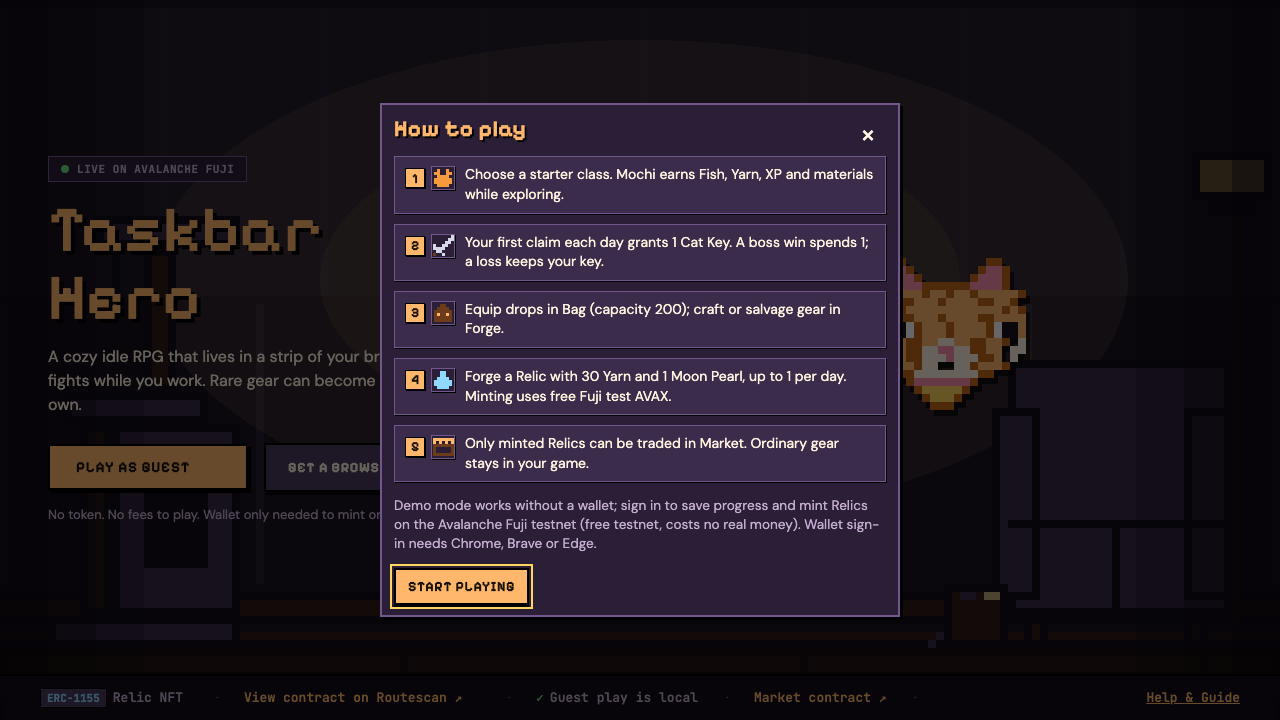 LIVE ON AVALANCHE FUJI
Taskbar
Hero
A cozy idle RPG that lives in a strip of your
fights while you work. Rare gear can become
own.
PLAY AS GUEST
GET A
No token. No fees to play. Wallet only needed to mint
How to play
×
1
Choose a starter class. Mochi earns Fish, Yarn, XP and materials
while exploring.
2
Your first claim each day grants 1 Cat Key. A boss win spends 1;
a loss keeps your key.
3
Equip drops in Bag (capacity 200); craft or salvage gear in
Forge.
4
Forge a Relic with 30 Yarn and 1 Moon Pearl, up to 1 per day.
Minting uses free Fuji test AVAX.
5
Only minted Relics can be traded in Market. Ordinary gear
stays in your game.
Demo mode works without a wallet; sign in to save progress and mint Relics
on the Avalanche Fuji testnet (free testnet, costs no real money). Wallet sign-
in needs Chrome, Brave or Edge.
START PLAYING
ERC-1155 Relic NFT · View contract on Routescan ↗ · ✓ Guest play is local · Market contract ↗ · Help & Guide